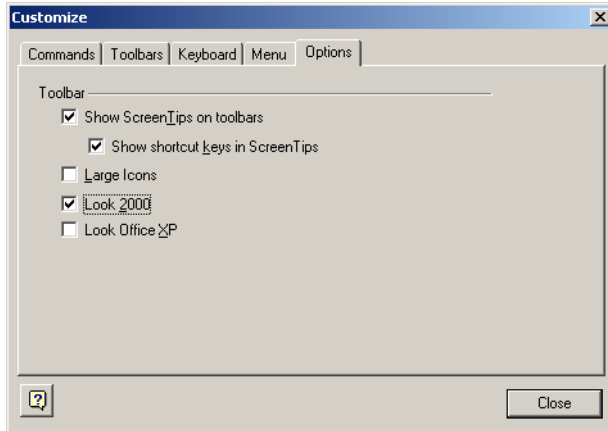 Customize
Commands Toolbars Keyboard Menu Options
Toolbar
Show ScreenTips on toolbars
Show shortcut keys in ScreenTips
Large Icons
Look 2000
Look Office XP
Close